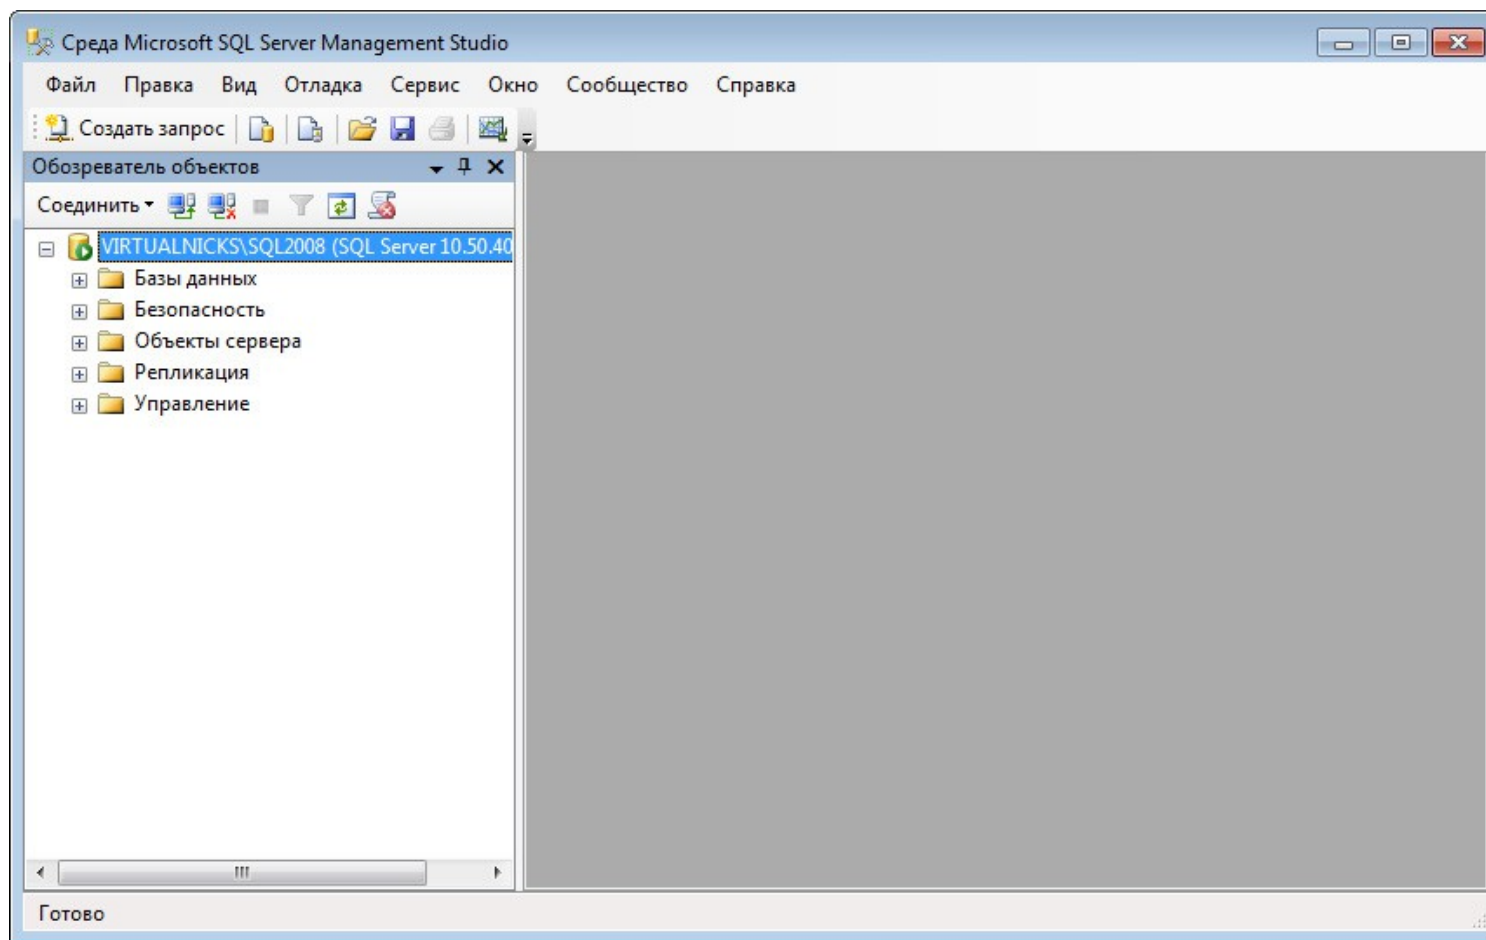 Среда Microsoft SQL Server Management Studio
Файл Правка Вид Отладка Сервис Окно Сообщество Справка
Создать запрос
Обозреватель объектов
Соединить
VIRTUALNICKS\SQL2008 (SQL Server 10.50.40
Базы данных
Безопасность
Объекты сервера
Репликация
Управление
Готово